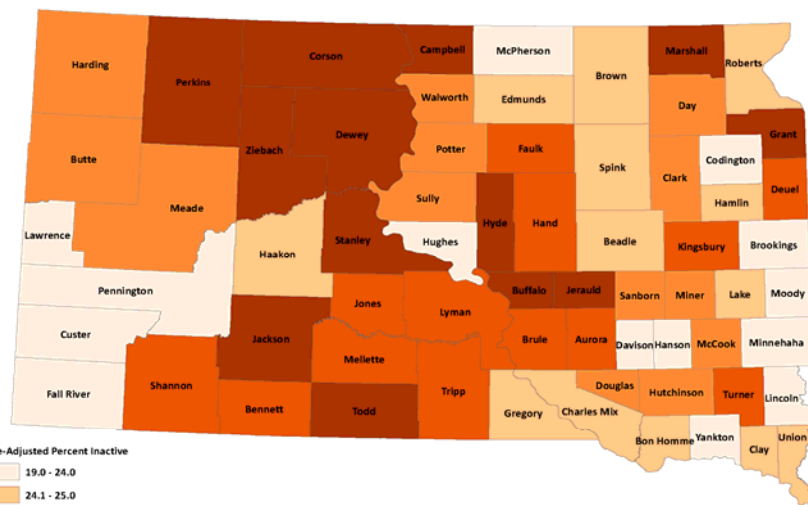 Harding
Perkins
Corson
Campbell
McPherson
Marshall
Roberts
Brown
Walworth
Edmunds
Day
Butte
Ziebach
Dewey
Potter
Faulk
Grant
Codington
Spink
Clark
Deuel
Meade
Sully
Hyde
Hand
Hamlin
Lawrence
Haakon
Stanley
Hughes
Beadle
Kingsbury
Brookings
Pennington
Jones
Lyman
Buffalo
Jerauld
Sanborn
Miner
Lake
Moody
Custer
Jackson
Mellette
Brule
Aurora
Davison
Hanson
McCook
Minnehaha
Fall River
Shannon
Bennett
Todd
Tripp
Gregory
Charles Mix
Douglas
Hutchinson
Turner
Lincoln
Bon Homme
Yankton
Clay
Union
e-Adjusted Percent Inactive
19.0 - 24.0
24.1 - 25.0